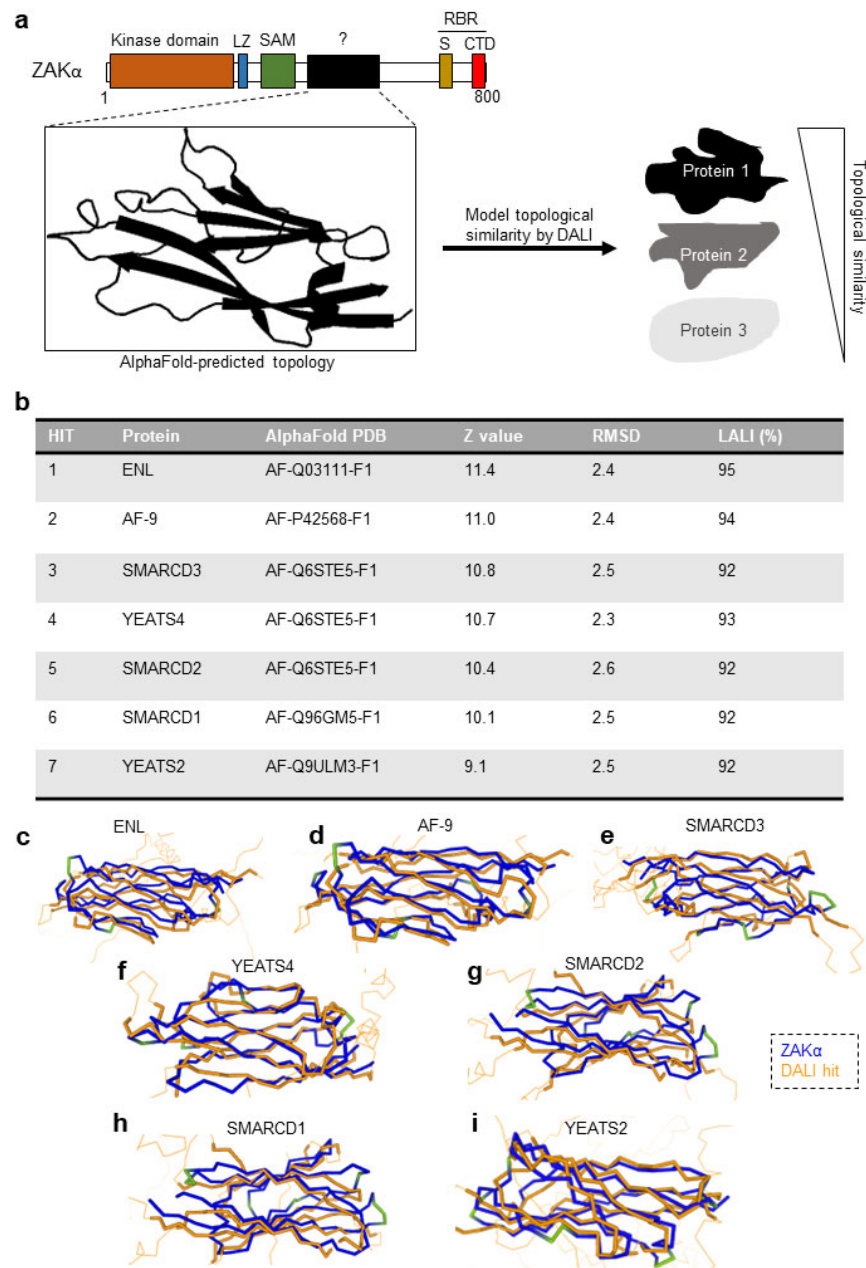 a
RBR
Kinase domain LZ SAM ? S CTD
ZAKα
1 800
Model topological
similarity by DALI
Protein 1
Protein 2
Protein 3
Topological
similarity
AlphaFold-predicted topology
b
HIT Protein AlphaFold PDB Z value RMSD LALI (%)
1 ENL AF-Q03111-F1 11.4 2.4 95
2 AF-9 AF-P42568-F1 11.0 2.4 94
3 SMARCD3 AF-Q6STE5-F1 10.8 2.5 92
4 YEATS4 AF-Q6STE5-F1 10.7 2.3 93
5 SMARCD2 AF-Q6STE5-F1 10.4 2.6 92
6 SMARCD1 AF-Q96GM5-F1 10.1 2.5 92
7 YEATS2 AF-Q9ULM3-F1 9.1 2.5 92
c ENL d AF-9 e SMARCD3
f YEATS4 g SMARCD2
ZAKα
DALI hit
h SMARCD1 i YEATS2